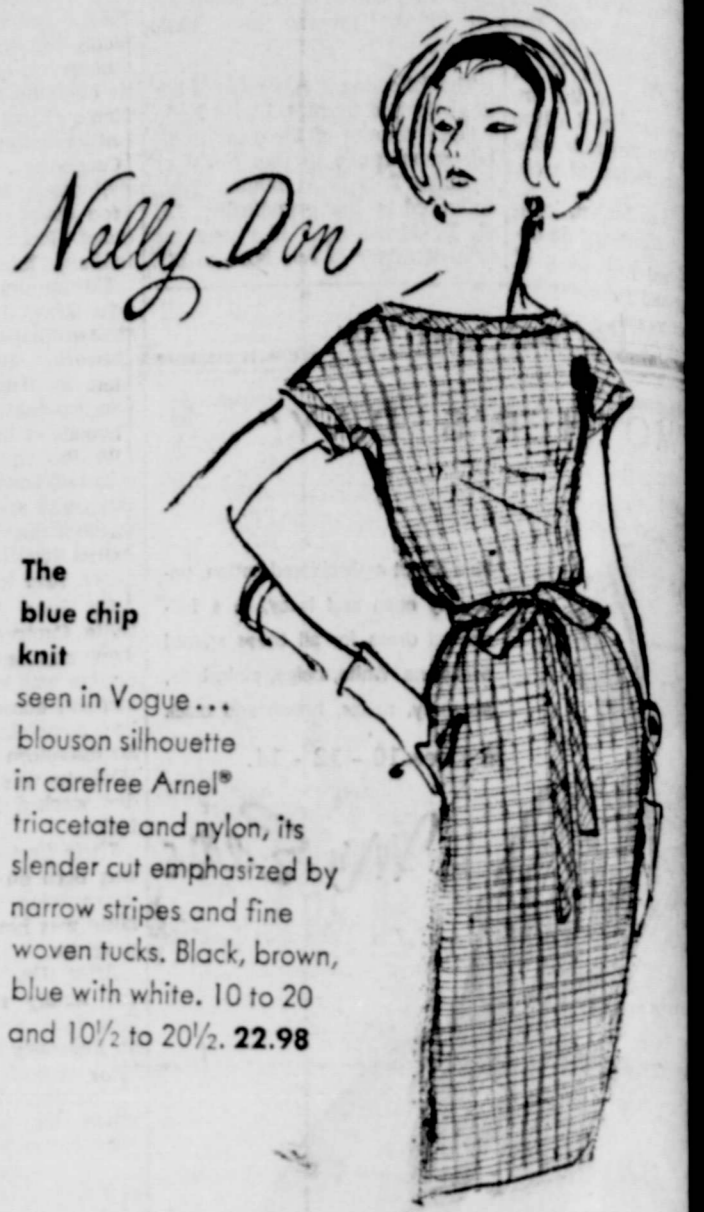 Nelly Don
The
blue chip
knit
seen in Vogue...
blouson silhouette
in carefree Arnel®
triacetate and nylon, its
slender cut emphasized by
narrow stripes and fine
woven tucks. Black, brown,
blue with white. 10 to 20
and 10½ to 20½. 22.98